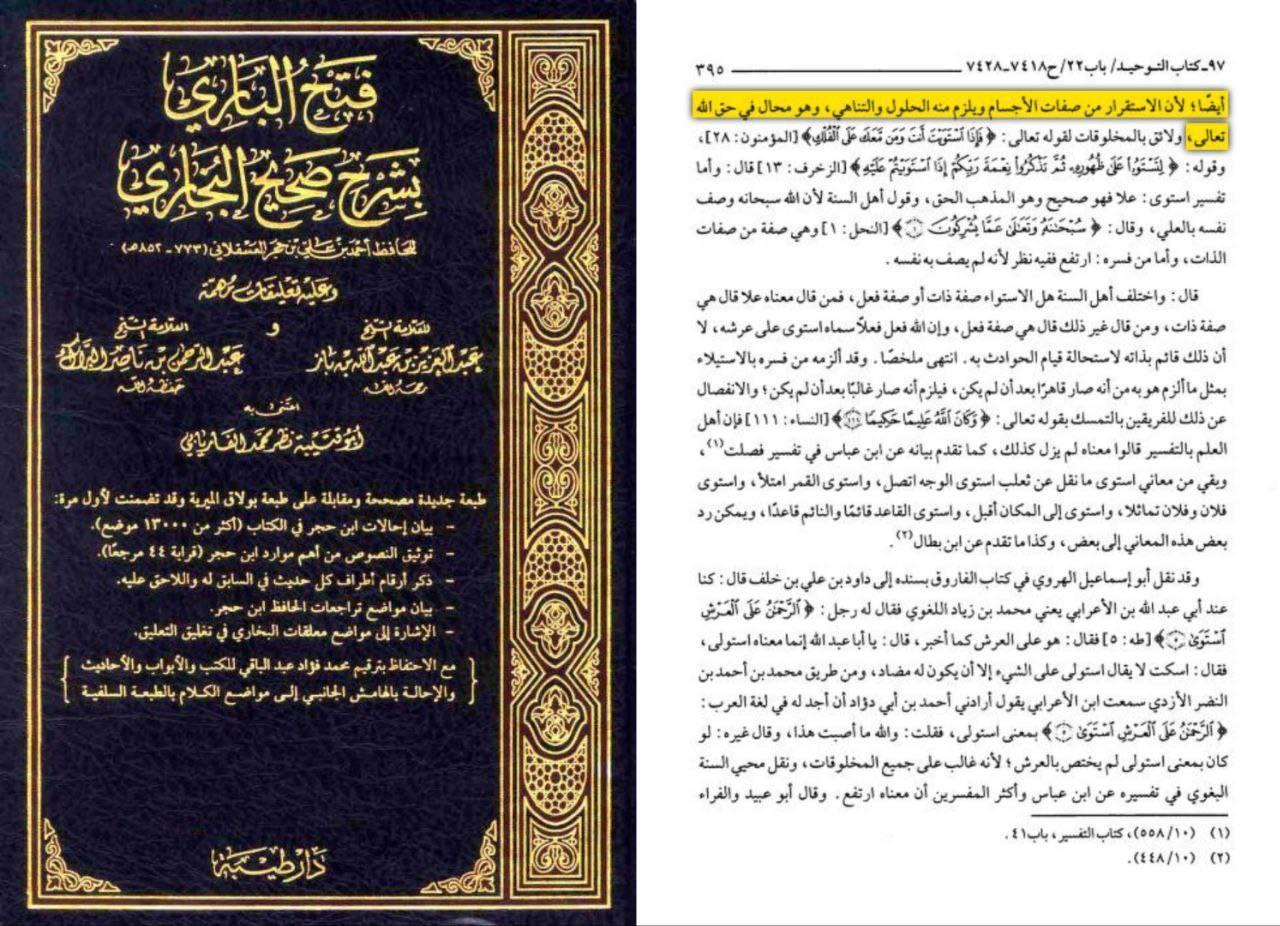 فتح الباري
بشرح صحيح البخاري
للحافظ أحمد بن علي بن حجر العسقلاني (٧٧٣ - ٨٥٢ هـ)
وعليه تعليقات مهمة
للعلامة الشيخ
عبد العزيز بن عبد الله بن باز
رحمه الله
و
العلامة الشيخ
عبد الرحمن بن ناصر البراك
حفظه الله
اعتنى به
أبو قتيبة نظر محمد الفاريابي
طبعة جديدة مصححة ومقابلة على طبعة بولاق الميرية وقد تضمنت لأول مرة:
- بيان إحالات ابن حجر في الكتاب (أكثر من ١٣٠٠٠ موضع).
- توثيق النصوص من أهم موارد ابن حجر (قرابة ٤٤ مرجعًا).
- ذكر أرقام أطراف كل حديث في السابق له واللاحق عليه.
- بيان مواضع تراجعات الحافظ ابن حجر.
- الإشارة إلى مواضع معلقات البخاري في تغليق التعليق.
مع الاحتفاظ بترقيم محمد فؤاد عبد الباقي للكتب والأبواب والأحاديث
والإحالة بالهامش الجانبي إلى مواضع الكلام بالطبعة السلفية
دار طيبة
٩٧-كتاب التوحيد/ باب٢٢/ح٧٤١٨-٧٤٢٨ ــــــــ ٣٩٥
أيضًا؛ لأن الاستقرار من صفات الأجسام ويلزم منه الحلول والتناهي، وهو محال في حق الله
تعالى، ولائق بالمخلوقات لقوله تعالى: ﴿ فَإِذَا ٱسْتَوَيْتَ أَنتَ وَمَن مَّعَكَ عَلَى ٱلْفُلْكِ﴾ [المؤمنون: ٢٨]،
وقوله: ﴿ لِتَسْتَوُۥا عَلَىٰ ظُهُورِهِۦ ثُمَّ تَذْكُرُوا۟ نِعْمَةَ رَبِّكُمْ إِذَا ٱسْتَوَيْتُمْ عَلَيْهِ﴾ [الزخرف: ١٣] قال: وأما
تفسير استوى: علا فهو صحيح وهو المذهب الحق، وقول أهل السنة لأن الله سبحانه وصف
نفسه بالعلي، وقال: ﴿ سُبْحَٰنَهُۥ وَتَعَٰلَىٰ عَمَّا يُشْرِكُونَ ۝١﴾ [النحل: ١] وهي صفة من صفات
الذات، وأما من فسره: ارتفع ففيه نظر لأنه لم يصف به نفسه.
قال: واختلف أهل السنة هل الاستواء صفة ذات أو صفة فعل، فمن قال معناه علا قال هي
صفة ذات، ومن قال غير ذلك قال هي صفة فعل، وإن الله فعل فعلًا سماه استوى على عرشه، لا
أن ذلك قائم بذاته لاستحالة قيام الحوادث به. انتهى ملخصًا. وقد ألزمه من فسره بالاستيلاء
بمثل ما ألزم هو به من أنه صار قاهرًا بعد أن لم يكن، فيلزم أنه صار غالبًا بعد أن لم يكن؛ والانفصال
عن ذلك للفريقين بالتمسك بقوله تعالى: ﴿ وَكَانَ ٱللَّهُ عَلِيمًا حَكِيمًا ۝١١١﴾ [النساء: ١١١] فإن أهل
العلم بالتفسير قالوا معناه لم يزل كذلك، كما تقدم بيانه عن ابن عباس في تفسير فصلت(١)،
وبقي من معاني استوى ما نقل عن ثعلب استوى الوجه اتصل، واستوى القمر امتلأ، واستوى
فلان وفلان تماثلا، واستوى إلى المكان أقبل، واستوى القاعد قائمًا والنائم قاعدًا، ويمكن رد
بعض هذه المعاني إلى بعض، وكذا ما تقدم عن ابن بطال(٢).
وقد نقل أبو إسماعيل الهروي في كتاب الفاروق بسنده إلى داود بن علي بن خلف قال: كنا
عند أبي عبد الله بن الأعرابي يعني محمد بن زياد اللغوي فقال له رجل: ﴿ ٱلرَّحْمَٰنُ عَلَى ٱلْعَرْشِ
ٱسْتَوَىٰ ۝٥﴾ [طه: ٥] فقال: هو على العرش كما أخبر، قال: يا أبا عبد الله إنما معناه استولى،
فقال: اسكت لا يقال استولى على الشيء إلا أن يكون له مضاد، ومن طريق محمد بن أحمد بن
النضر الأزدي سمعت ابن الأعرابي يقول أرادني أحمد بن أبي دؤاد أن أجد له في لغة العرب:
﴿ ٱلرَّحْمَٰنُ عَلَى ٱلْعَرْشِ ٱسْتَوَىٰ ۝٥﴾ بمعنى استولى، فقلت: والله ما أصبت هذا، وقال غيره: لو
كان بمعنى استولى لم يختص بالعرش؛ لأنه غالب على جميع المخلوقات، ونقل محيي السنة
البغوي في تفسيره عن ابن عباس وأكثر المفسرين أن معناه ارتفع. وقال أبو عبيد والفراء
(١) (١٠/٥٥٨)، كتاب التفسير، باب٤١.
(٢) (١٠/٤٤٨).